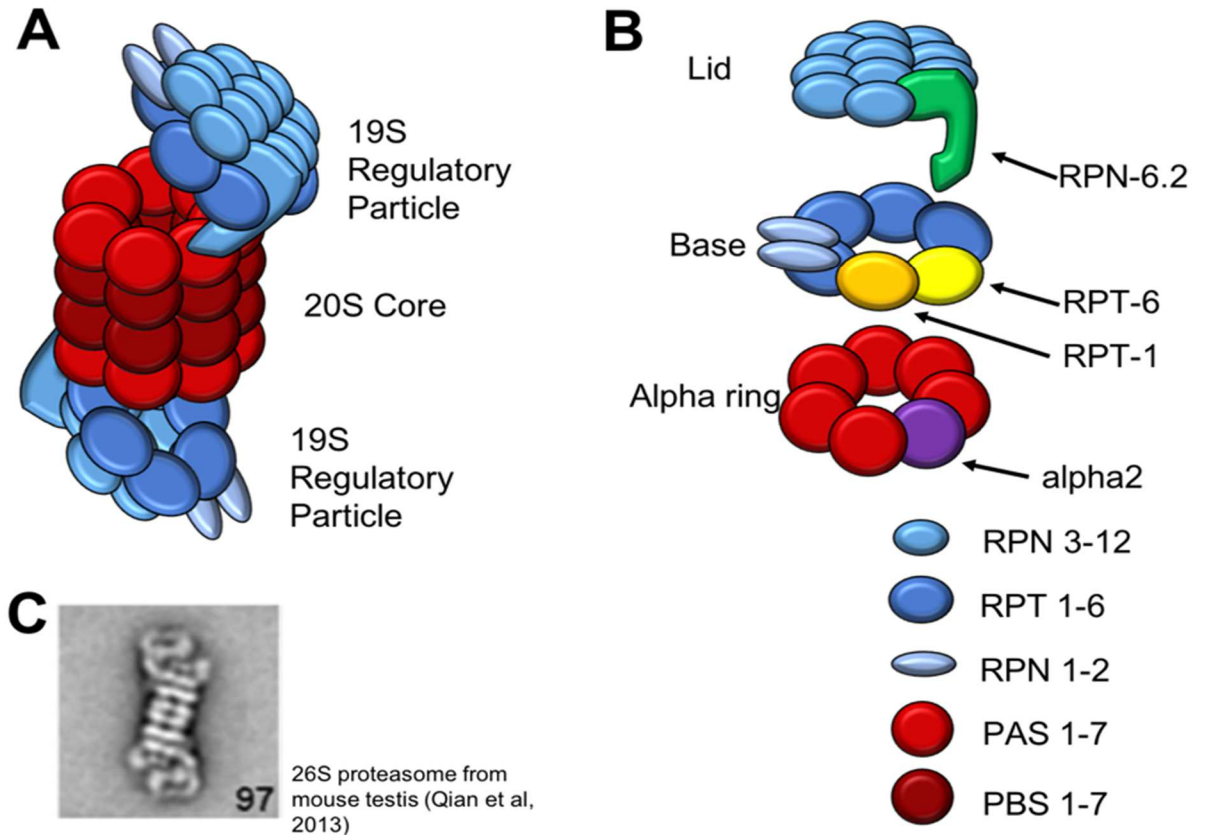 A
19S
Regulatory
Particle
20S Core
19S
Regulatory
Particle
B
Lid
RPN-6.2
Base
RPT-6
RPT-1
Alpha ring
alpha2
RPN 3-12
RPT 1-6
RPN 1-2
PAS 1-7
PBS 1-7
C
97
26S proteasome from
mouse testis (Qian et al,
2013)